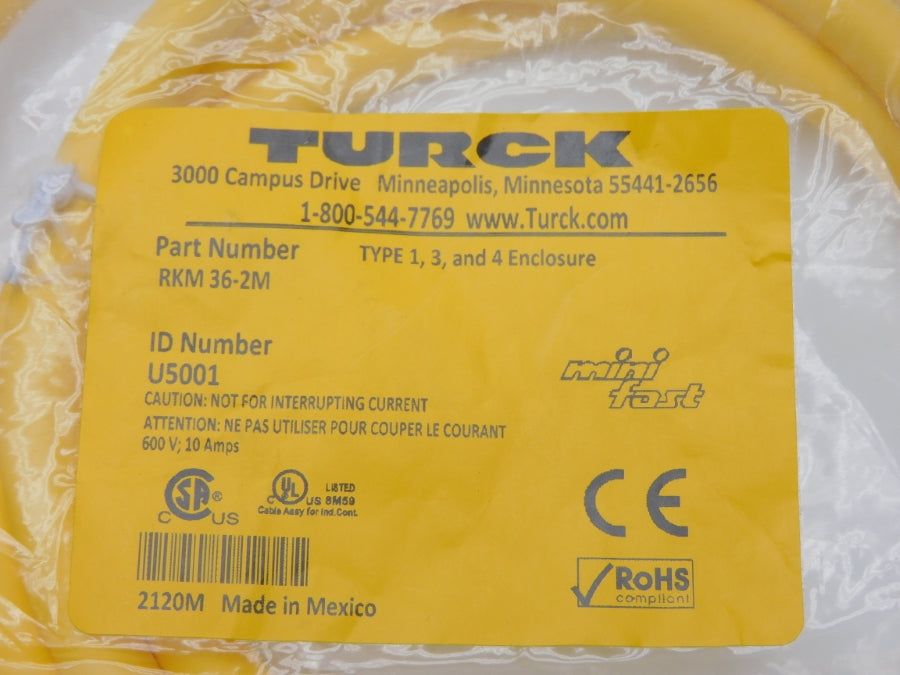 TURCK
3000 Campus Drive Minneapolis, Minnesota 55441-2656
1-800-544-7769 www.Turck.com
Part Number TYPE 1, 3, and 4 Enclosure
RKM 36-2M
ID Number
U5001
mini
fast
CAUTION: NOT FOR INTERRUPTING CURRENT
ATTENTION: NE PAS UTILISER POUR COUPER LE COURANT
600 V; 10 Amps
C SA ® US
C UL US LISTED 8M59
Cable Assy for Ind.Cont.
CE
RoHS
compliant
2120M Made in Mexico